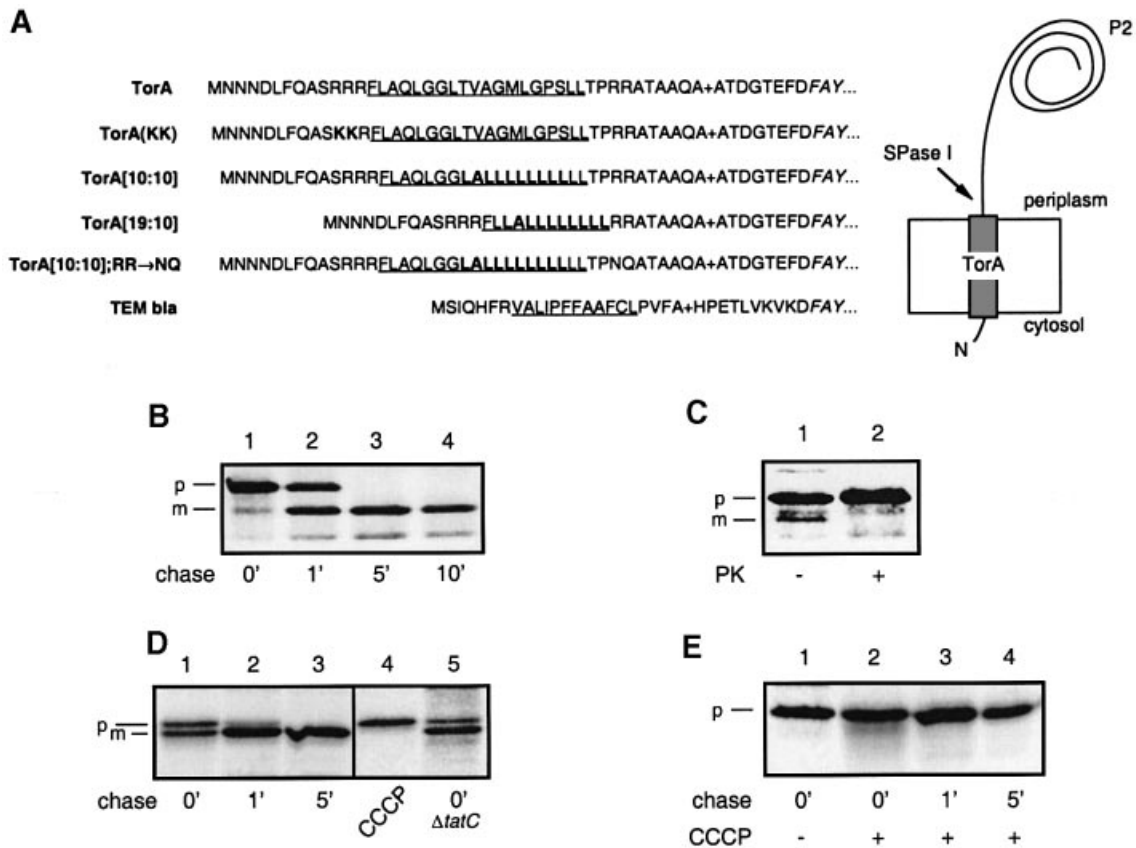 A
TorA MNNNDLFQASRRRFLAQLGGLTVAGMLGPSLLTPRRATAAQA+ATDGTEFDFAY...
TorA(KK) MNNNDLFQASKKRFLAQLGGLTVAGMLGPSLLTPRRATAAQA+ATDGTEFDFAY...
TorA[10:10] MNNNDLFQASRRRFLAQLGGLALLLLLLLLLLTPRRATAAQA+ATDGTEFDFAY...
TorA[19:10] MNNNDLFQASRRRFLLALLLLLLLLRRATAAQA+ATDGTEFDFAY...
TorA[10:10];RR→NQ MNNNDLFQASRRRFLAQLGGLALLLLLLLLLLTPNQATAAQA+ATDGTEFDFAY...
TEM bla MSIQHFRVALIPFFAAFCLPVFA+HPETLVKVKDFAY...
P2
SPase I
periplasm
TorA
cytosol
N
B
1 2 3 4
p
m
chase 0' 1' 5' 10'
C
1 2
p
m
PK - +
D
1 2 3 4 5
p
m
chase 0' 1' 5' CCCP 0'
ΔtatC
E
1 2 3 4
p
chase 0' 0' 1' 5'
CCCP - + + +